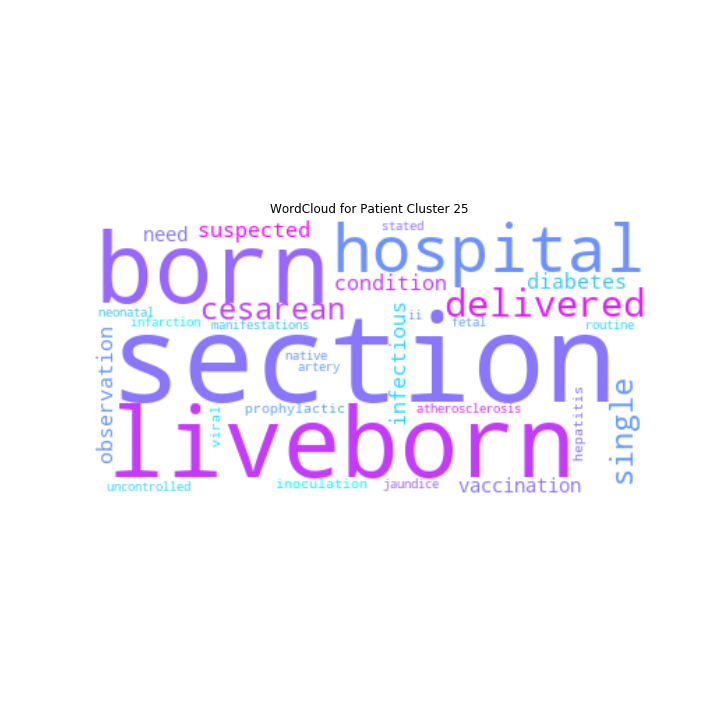 WordCloud for Patient Cluster 25
need
suspected
stated
born
hospital
condition
diabetes
neonatal
cesarean
delivered
infarction
manifestations
ii
fetal
routine
observation
section
infectious
native
artery
liveborn
viral
prophylactic
atherosclerosis
hepatitis
single
uncontrolled
inoculation
jaundice
vaccination